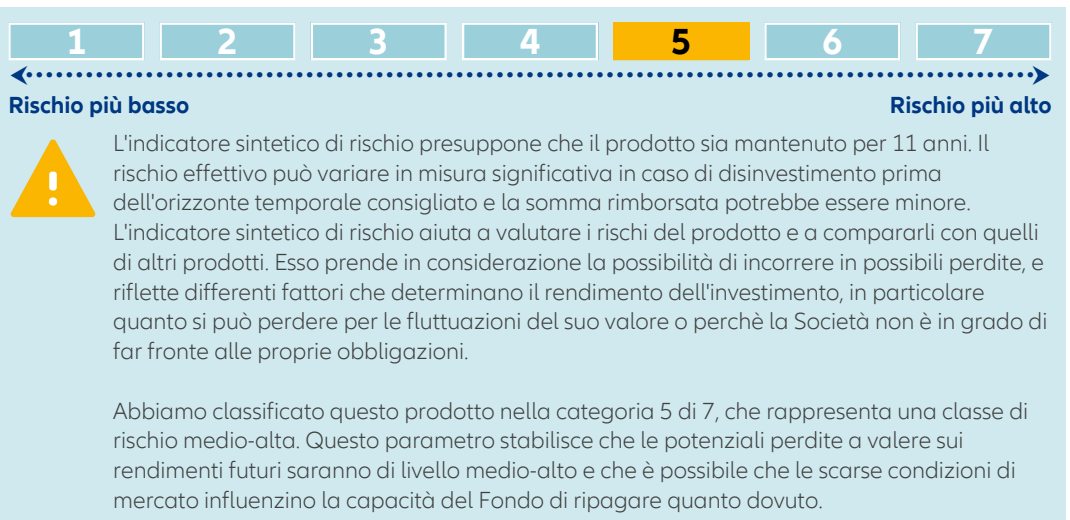 1 2 3 4 5 6 7
Rischio più basso Rischio più alto
L'indicatore sintetico di rischio presuppone che il prodotto sia mantenuto per 11 anni. Il
rischio effettivo può variare in misura significativa in caso di disinvestimento prima
dell'orizzonte temporale consigliato e la somma rimborsata potrebbe essere minore.
L'indicatore sintetico di rischio aiuta a valutare i rischi del prodotto e a compararli con quelli
di altri prodotti. Esso prende in considerazione la possibilità di incorrere in possibili perdite, e
riflette differenti fattori che determinano il rendimento dell'investimento, in particolare
quanto si può perdere per le fluttuazioni del suo valore o perchè la Società non è in grado di
far fronte alle proprie obbligazioni.
Abbiamo classificato questo prodotto nella categoria 5 di 7, che rappresenta una classe di
rischio medio-alta. Questo parametro stabilisce che le potenziali perdite a valere sui
rendimenti futuri saranno di livello medio-alto e che è possibile che le scarse condizioni di
mercato influenzino la capacità del Fondo di ripagare quanto dovuto.